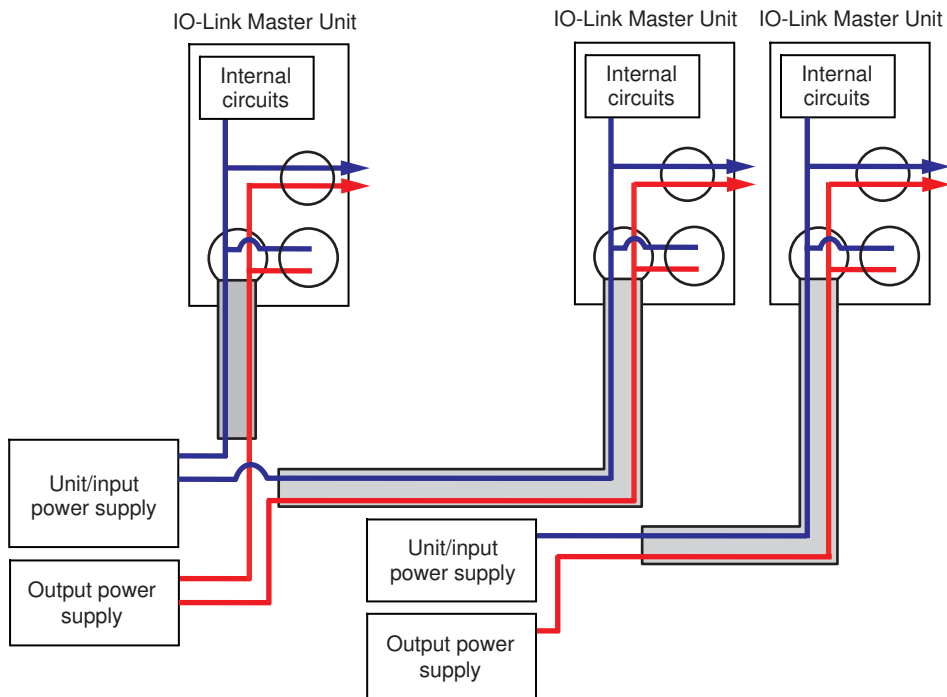 IO-Link Master Unit
IO-Link Master Unit
IO-Link Master Unit
Internal
circuits
Internal
circuits
Internal
circuits
Unit/input
power supply
Output power
supply
Unit/input
power supply
Output power
supply